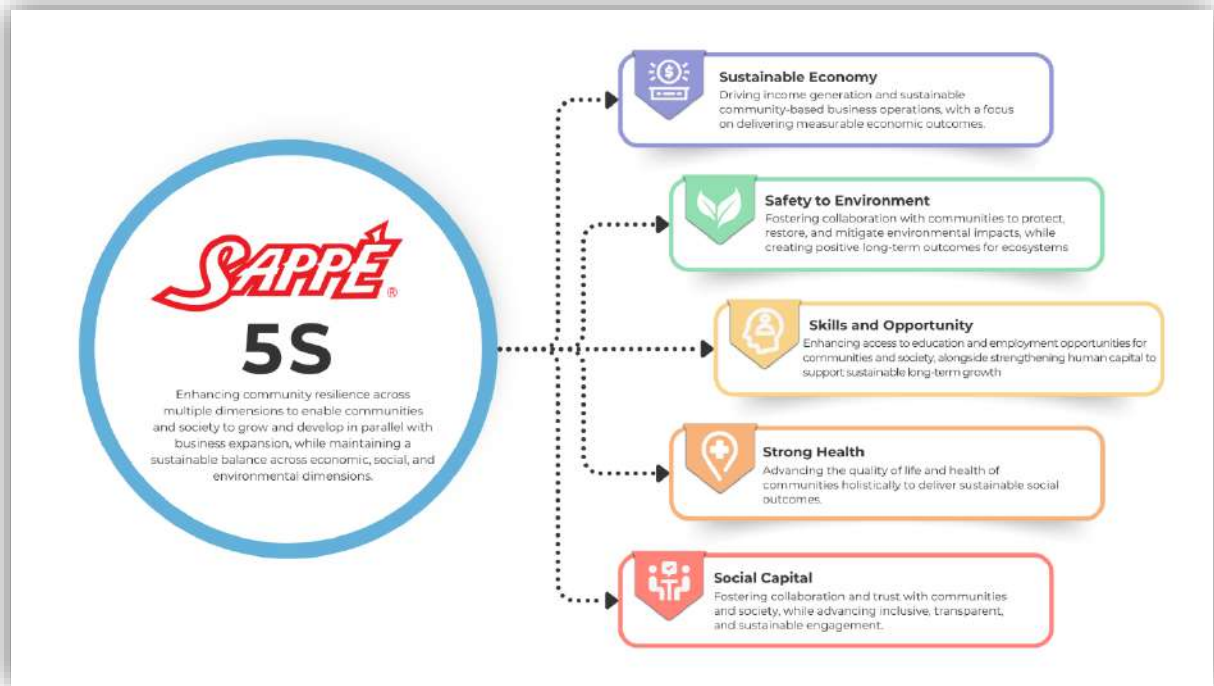 SAPPÉ®
5S
Enhancing community resilience across
multiple dimensions to enable communities
and society to grow and develop in parallel with
business expansion, while maintaining a
sustainable balance across economic, social, and
environmental dimensions.
Sustainable Economy
Driving income generation and sustainable
community-based business operations, with a focus
on delivering measurable economic outcomes.
Safety to Environment
Fostering collaboration with communities to protect,
restore, and mitigate environmental impacts, while
creating positive long-term outcomes for ecosystems
Skills and Opportunity
Enhancing access to education and employment opportunities for
communities and society, alongside strengthening human capital to
support sustainable long-term growth
Strong Health
Advancing the quality of life and health of
communities holistically to deliver sustainable social
outcomes.
Social Capital
Fostering collaboration and trust with communities
and society, while advancing inclusive, transparent,
and sustainable engagement.